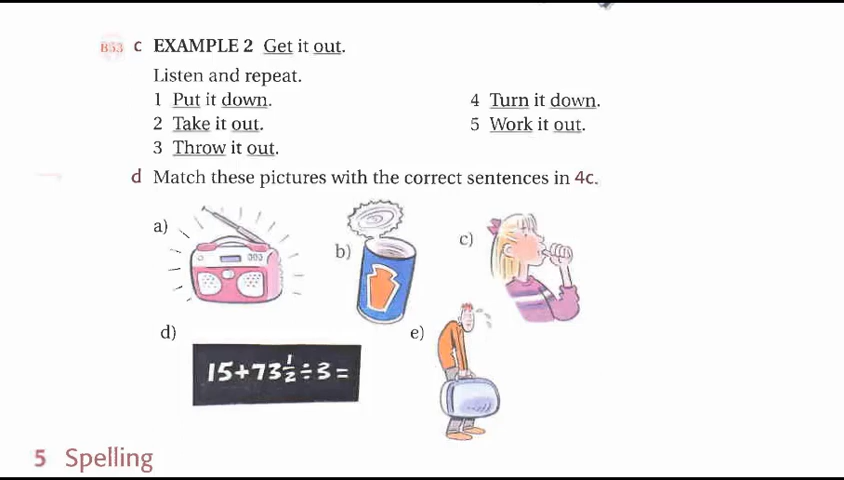 B53 c EXAMPLE 2 Get it out.
Listen and repeat.
1 Put it down.
2 Take it out.
3 Throw it out.
4 Turn it down.
5 Work it out.
d Match these pictures with the correct sentences in 4c.
a)
b)
c)
d)
e)
15+73½÷3=
5 Spelling